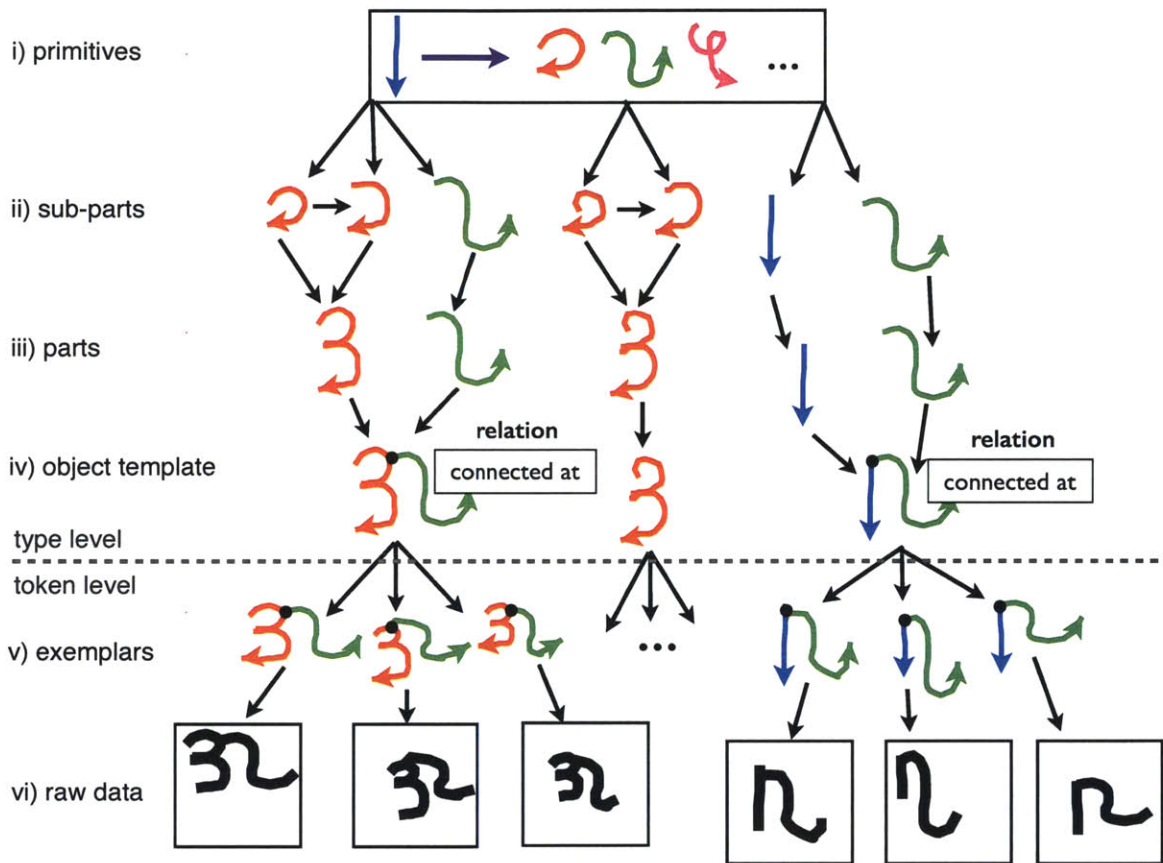 i) primitives
...
ii) sub-parts
iii) parts
relation
relation
iv) object template
connected at
connected at
type level
token level
v) exemplars
...
vi) raw data